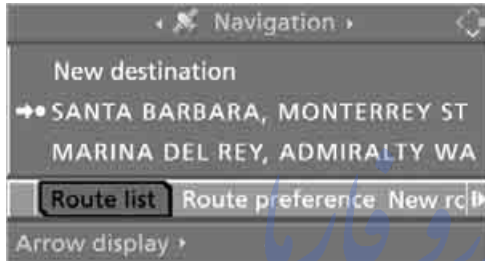 Navigation
New destination
SANTA BARBARA, MONTERREY ST
MARINA DEL REY, ADMIRALTY WA
Route list Route preference New
Arrow display